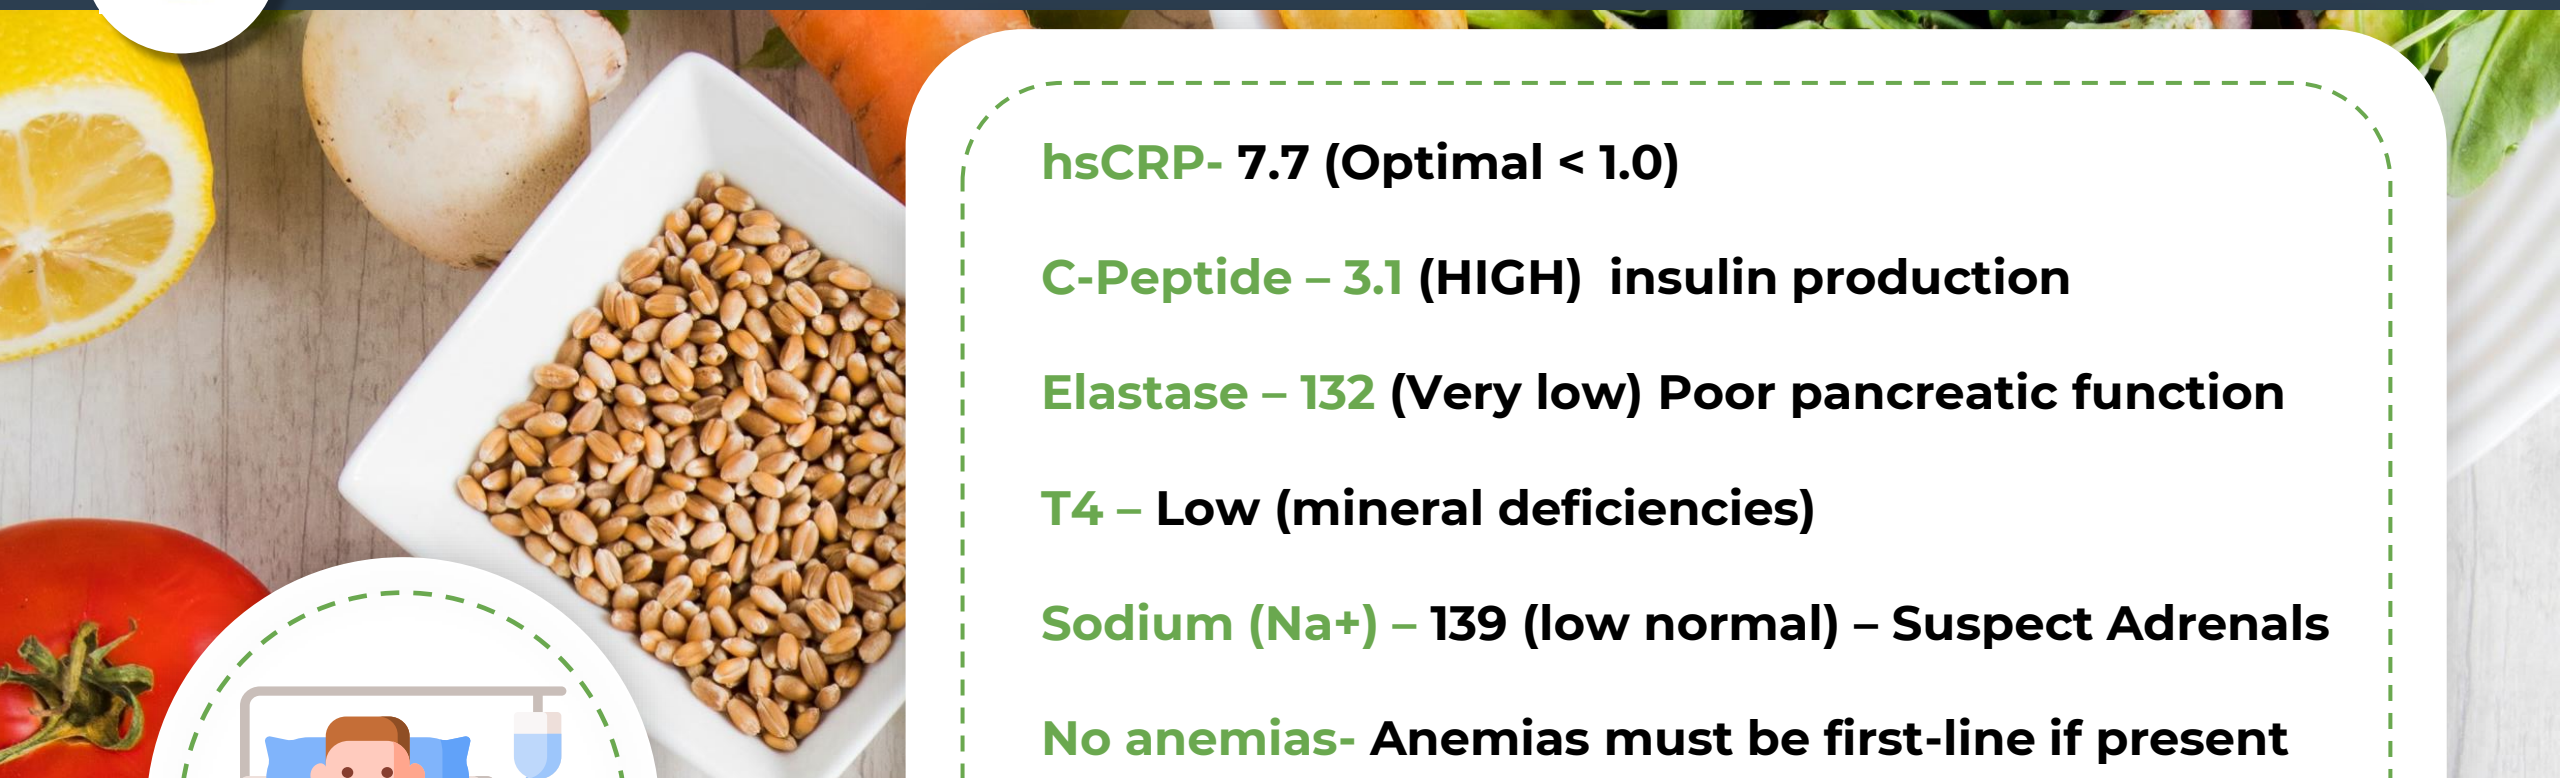 hsCRP- 7.7 (Optimal < 1.0)
C-Peptide – 3.1 (HIGH)  insulin production
Elastase – 132 (Very low) Poor pancreatic function
T4 – Low (mineral deficiencies)
Sodium (Na+) – 139 (low normal) – Suspect Adrenals
No anemias- Anemias must be first-line if present